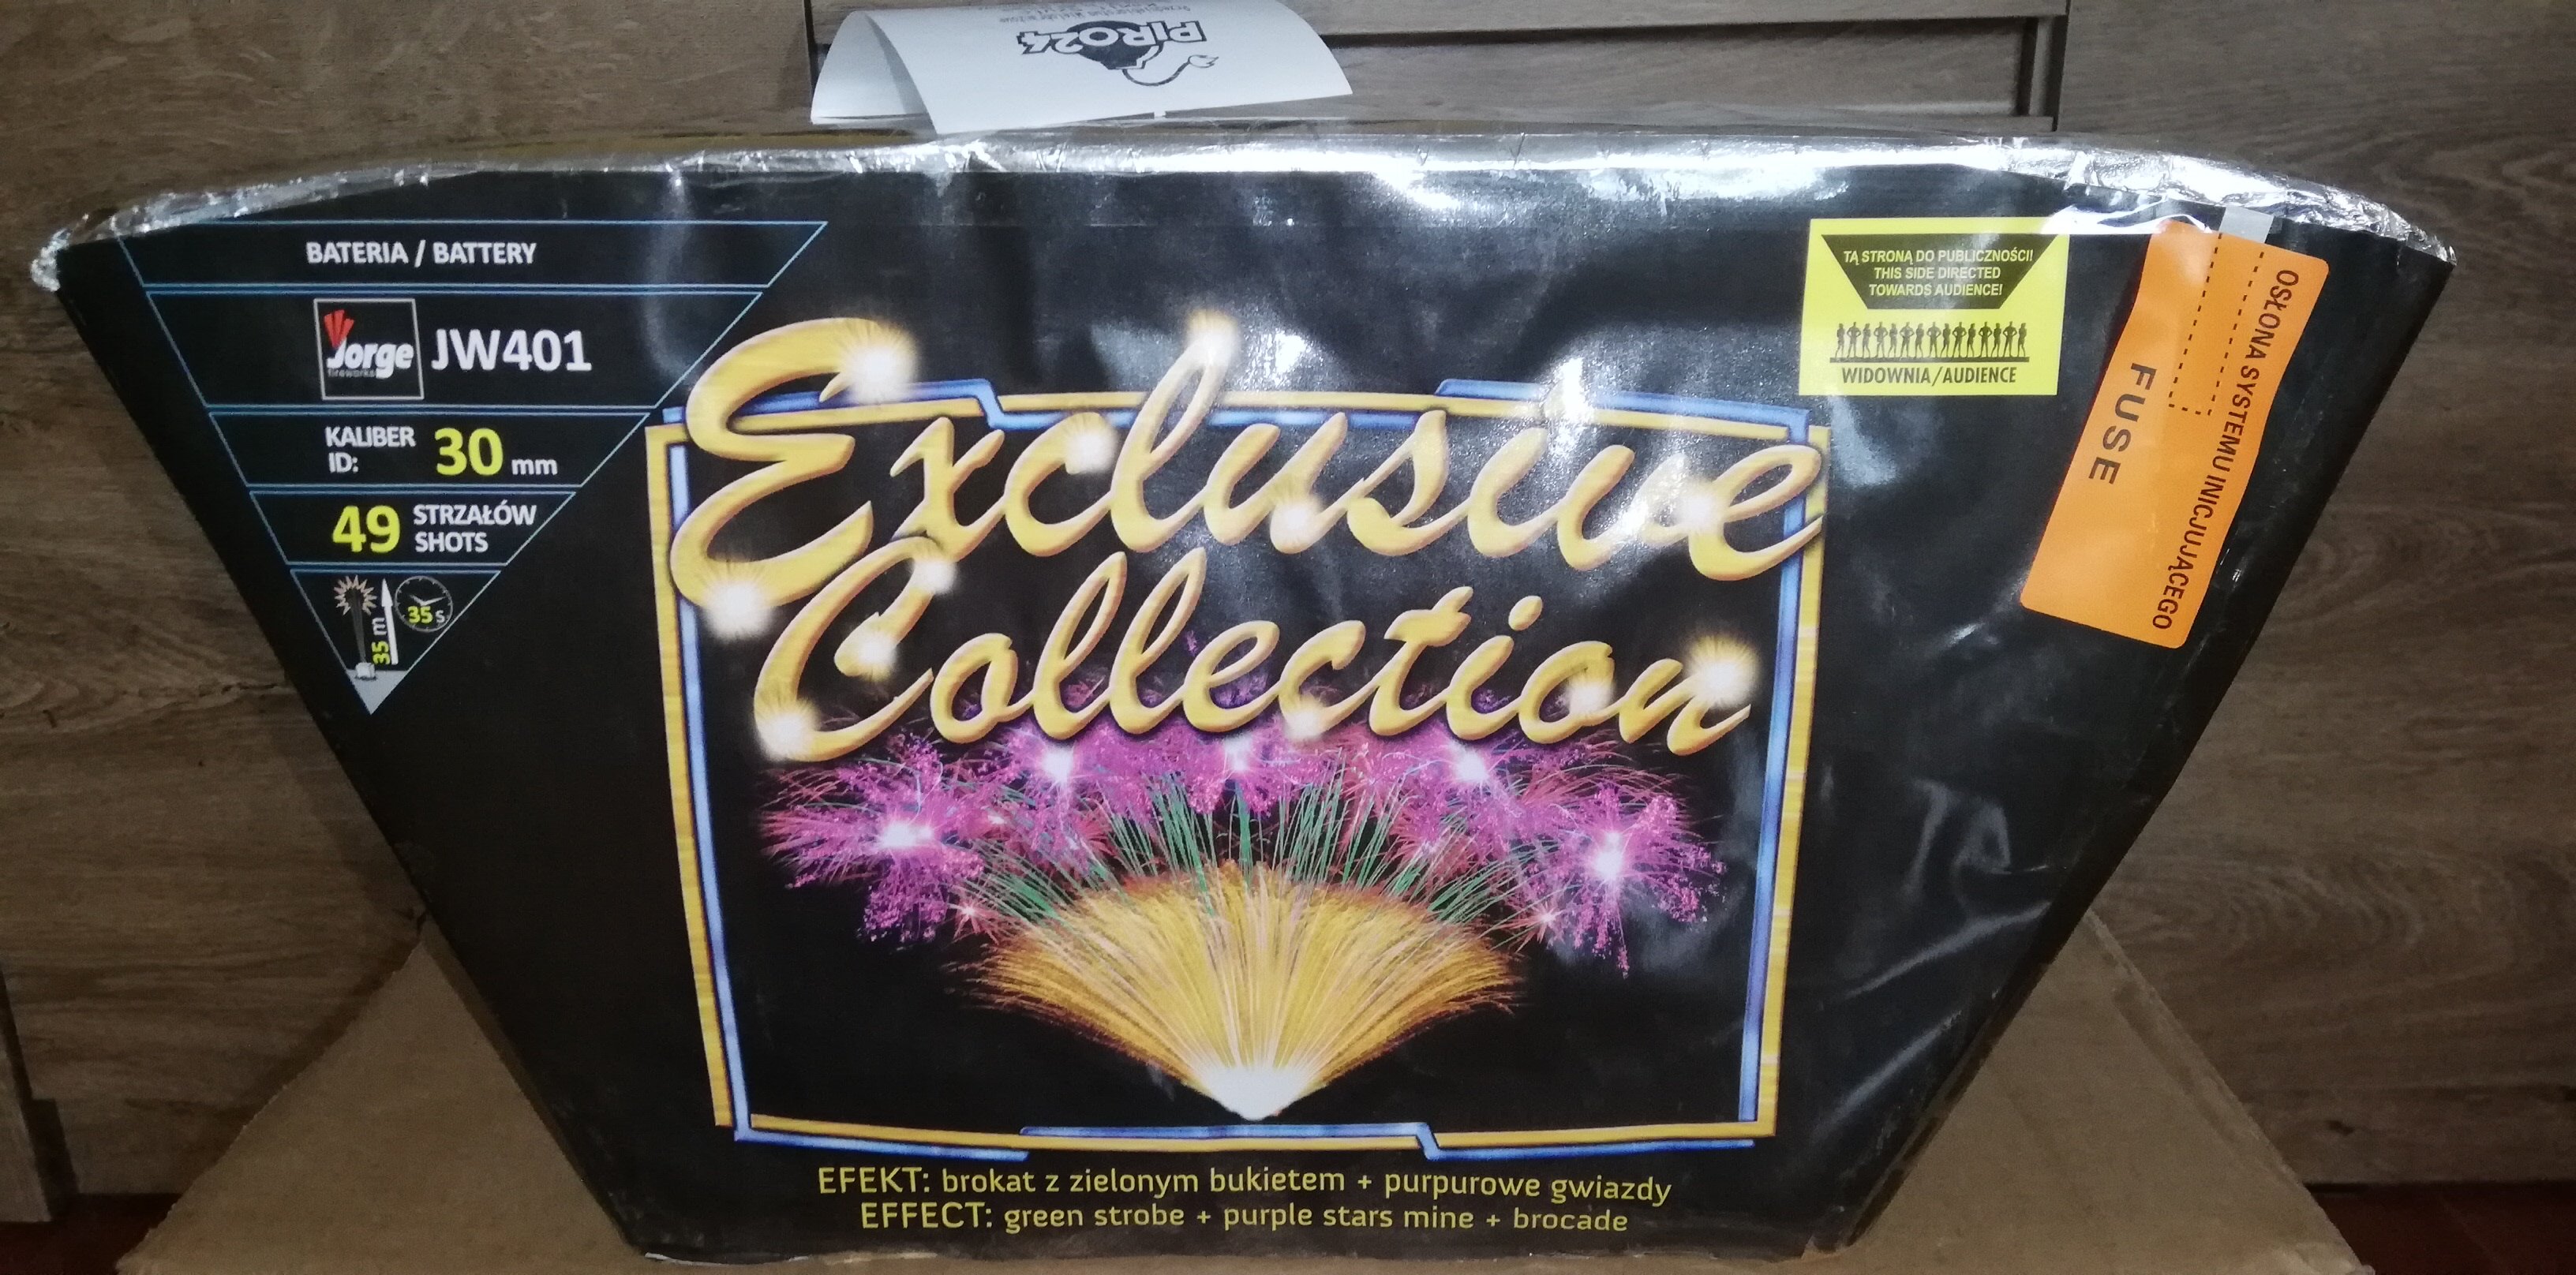 PiRO24
BATERIA / BATTERY
Jorge
fireworks
JW401
KALIBER
ID:
30 mm
49
STRZAŁÓW
SHOTS
35 m
35 s
Exclusive
Collection
TĄ STRONĄ DO PUBLICZNOŚCI!
THIS SIDE DIRECTED
TOWARDS AUDIENCE!
WIDOWNIA/AUDIENCE
OSŁONA SYSTEMU INICJUJĄCEGO
FUSE
EFEKT: brokat z zielonym bukietem + purpurowe gwiazdy
EFFECT: green strobe + purple stars mine + brocade